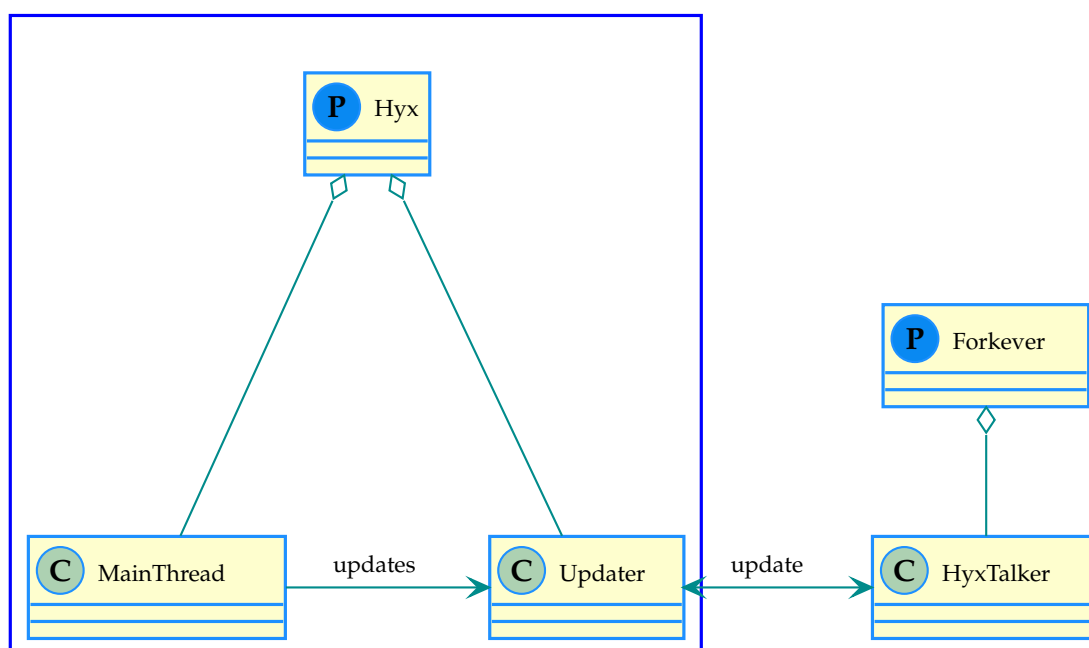 P Hyx
P Forkever
C MainThread
updates
C Updater
update
C HyxTalker